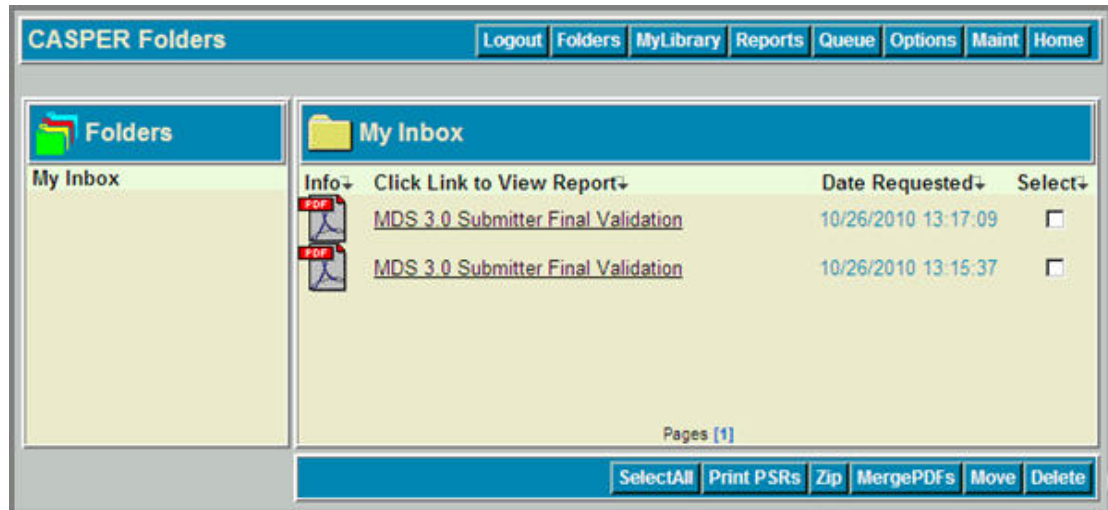 CASPER Folders Logout Folders MyLibrary Reports Queue Options Maint Home
Folders
My Inbox
My Inbox
Info Click Link to View Report Date Requested Select
PDF MDS 3.0 Submitter Final Validation 10/26/2010 13:17:09
PDF MDS 3.0 Submitter Final Validation 10/26/2010 13:15:37
Pages [1]
SelectAll Print PSRs Zip MergePDFs Move Delete